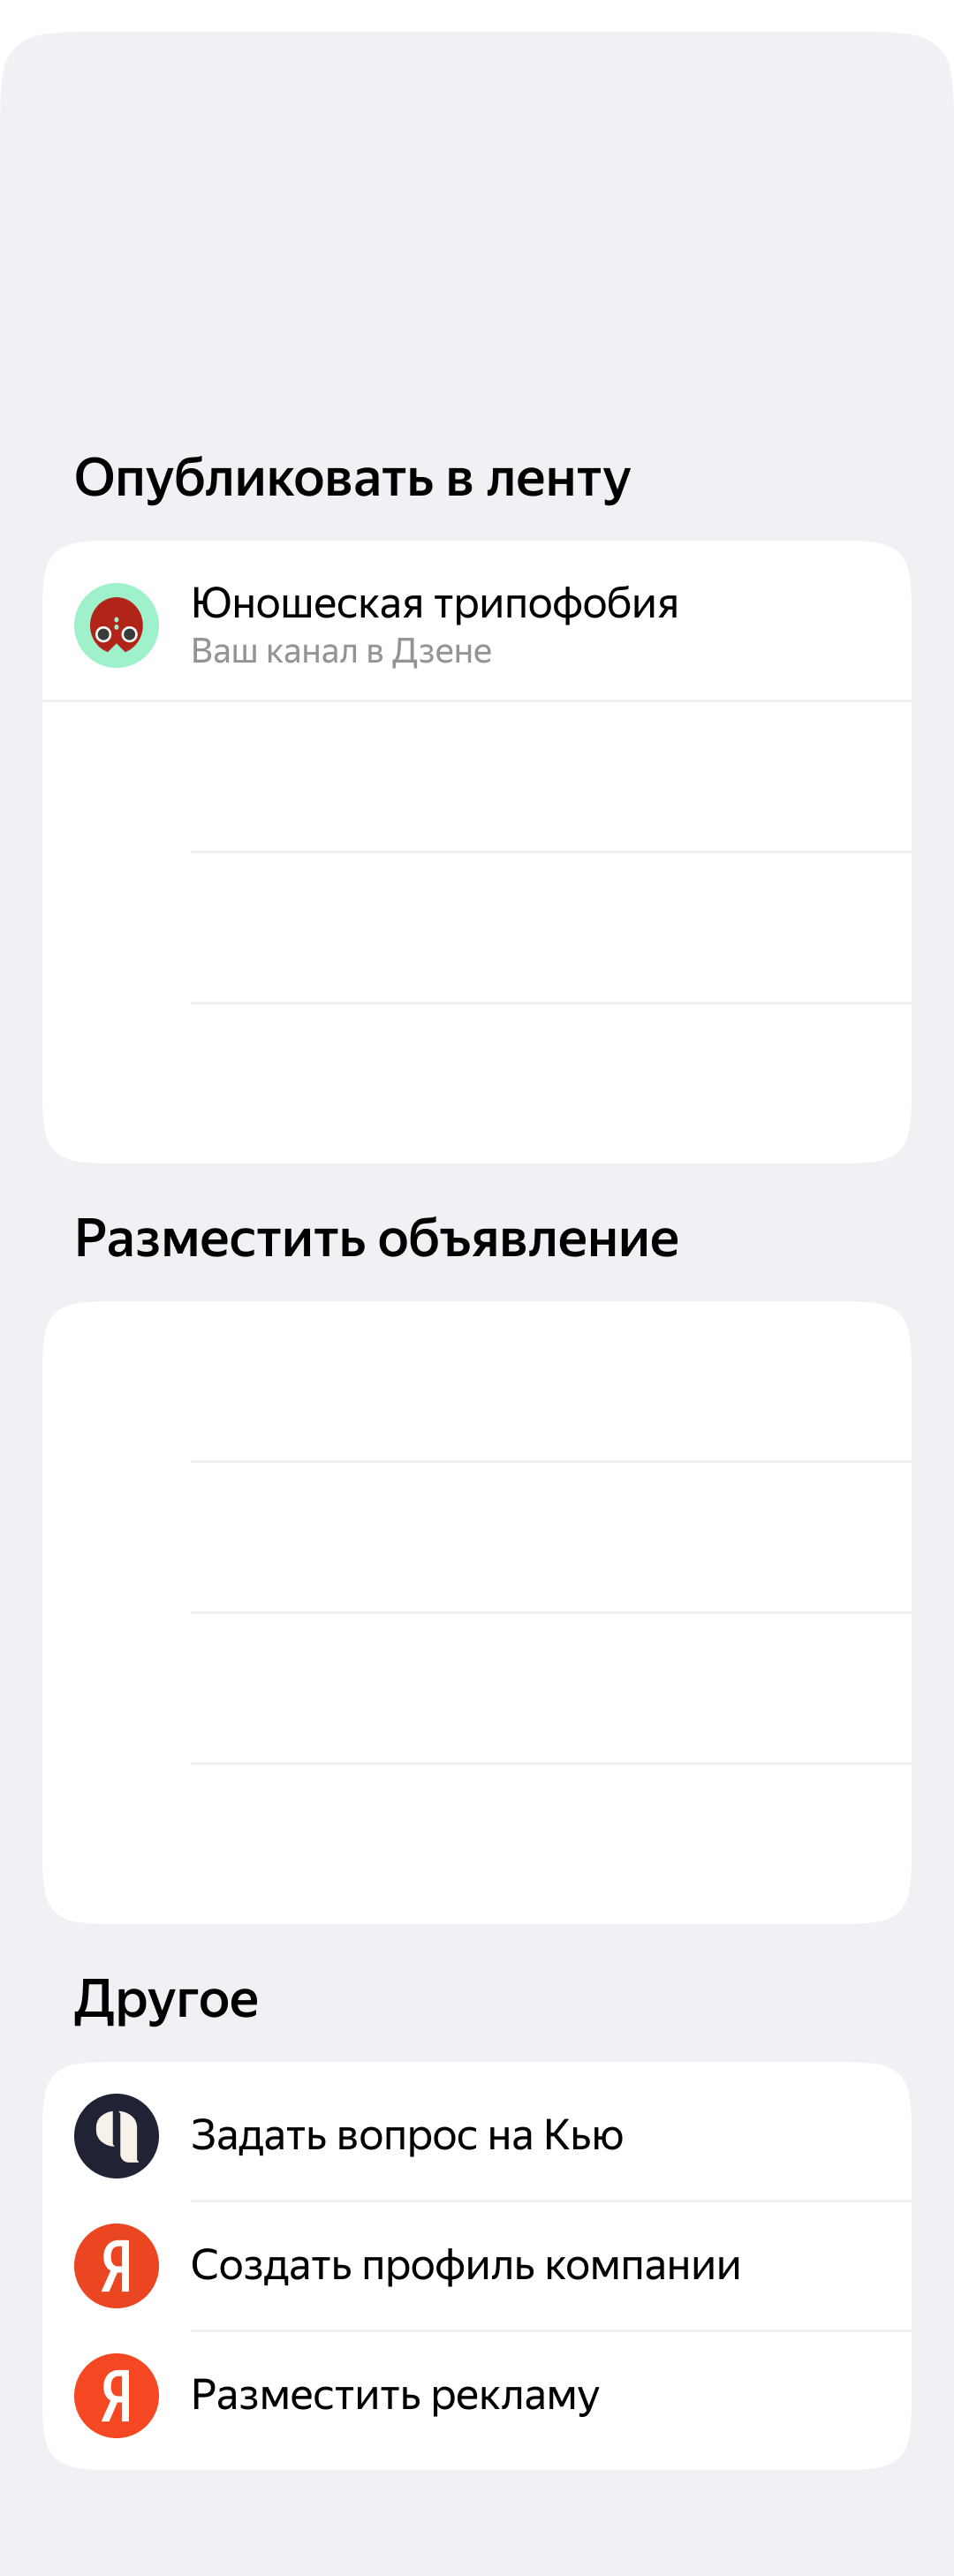 Опубликовать в ленту
Юношеская трипофобия
Ваш канал в Дзене
Разместить объявление
Другое
Задать вопрос на Кью
Создать профиль компании
Разместить рекламу